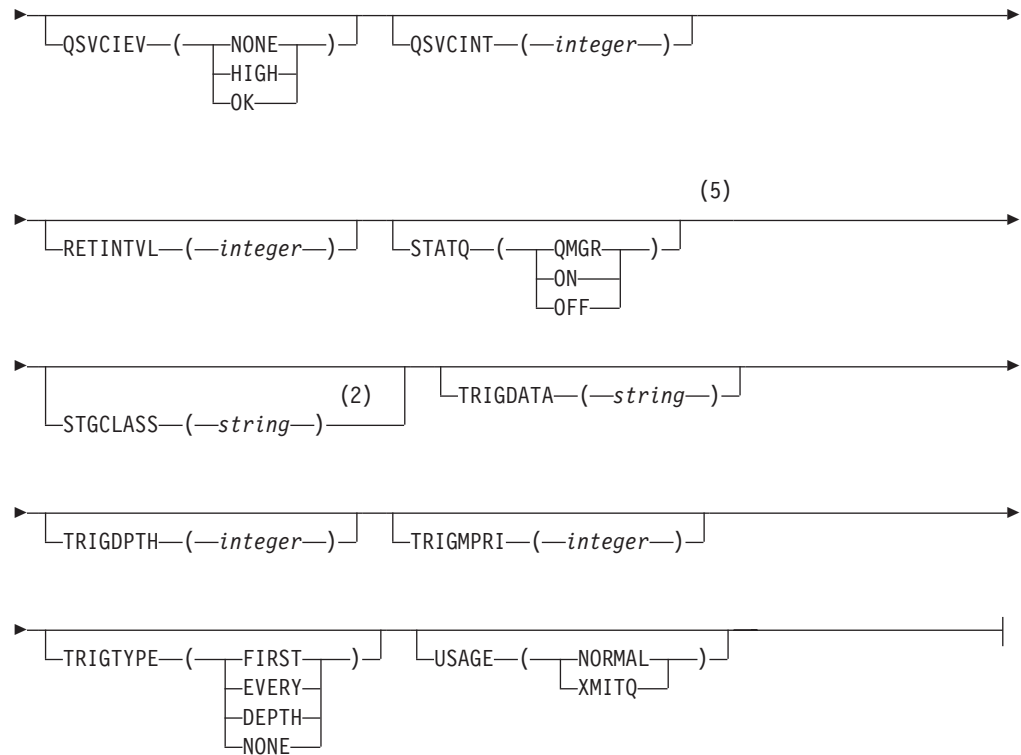 QSVCIEV ( NONE ) QSVCINT ( integer )
HIGH
OK
(5)
RETINTVL ( integer ) STATQ ( QMGR )
ON
OFF
(2)
STGCLASS ( string ) TRIGDATA ( string )
TRIGDPTH ( integer ) TRIGMPRI ( integer )
TRIGTYPE ( FIRST ) USAGE ( NORMAL )
EVERY XMITQ
DEPTH
NONE